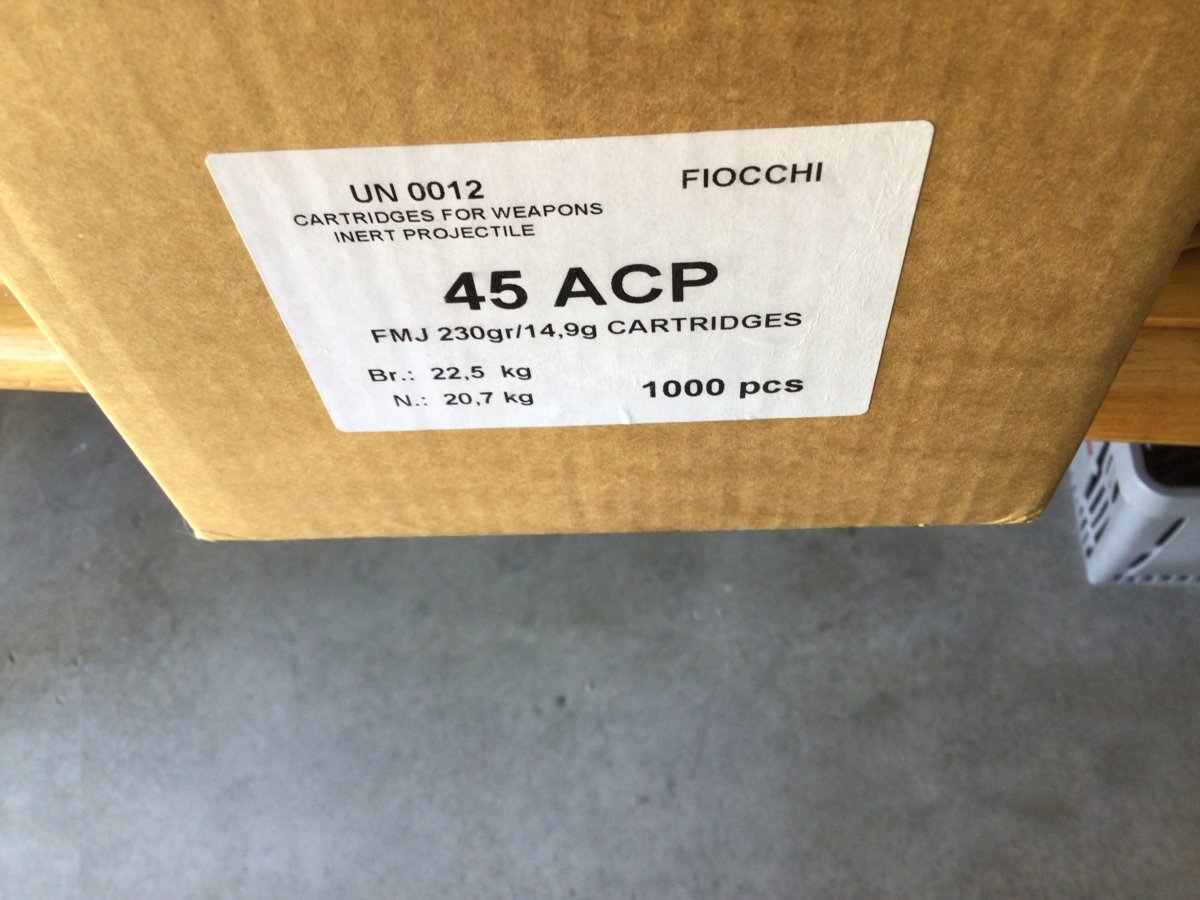 UN 0012
CARTRIDGES FOR WEAPONS
INERT PROJECTILE
FIOCCHI
45 ACP
FMJ 230gr/14,9g CARTRIDGES
Br.: 22,5 kg
N.: 20,7 kg
1000 pcs